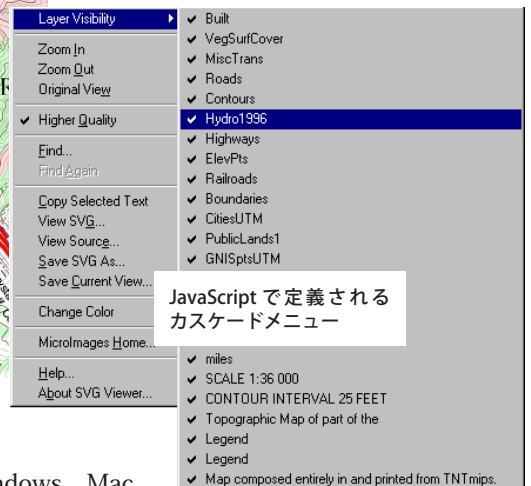 Layer Visibility
Zoom In
Zoom Out
Original View
Higher Quality
Find...
Find Again
Copy Selected Text
View SVG...
View Source...
Save SVG As...
Save Current View...
Change Color
MicroImages Home...
Help...
About SVG Viewer...
Built
VegSurfCover
MiscTrans
Roads
Contours
Hydro1996
Highways
ElevPts
Railroads
Boundaries
CitiesUTM
PublicLands1
GNISptsUTM
JavaScript で定義される
カスケードメニュー
miles
SCALE 1:36 000
CONTOUR INTERVAL 25 FEET
Topographic Map of part of the
Legend
Legend
Map composed entirely in and printed from TNTmips.
Mac